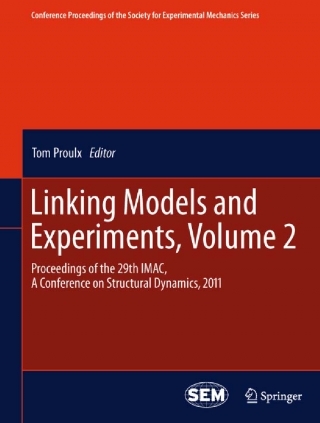 Conference Proceedings of the Society for Experimental Mechanics Series
Tom Proulx Editor
Linking Models and
Experiments, Volume 2
Proceedings of the 29th IMAC,
A Conference on Structural Dynamics, 2011
SEM
Springer